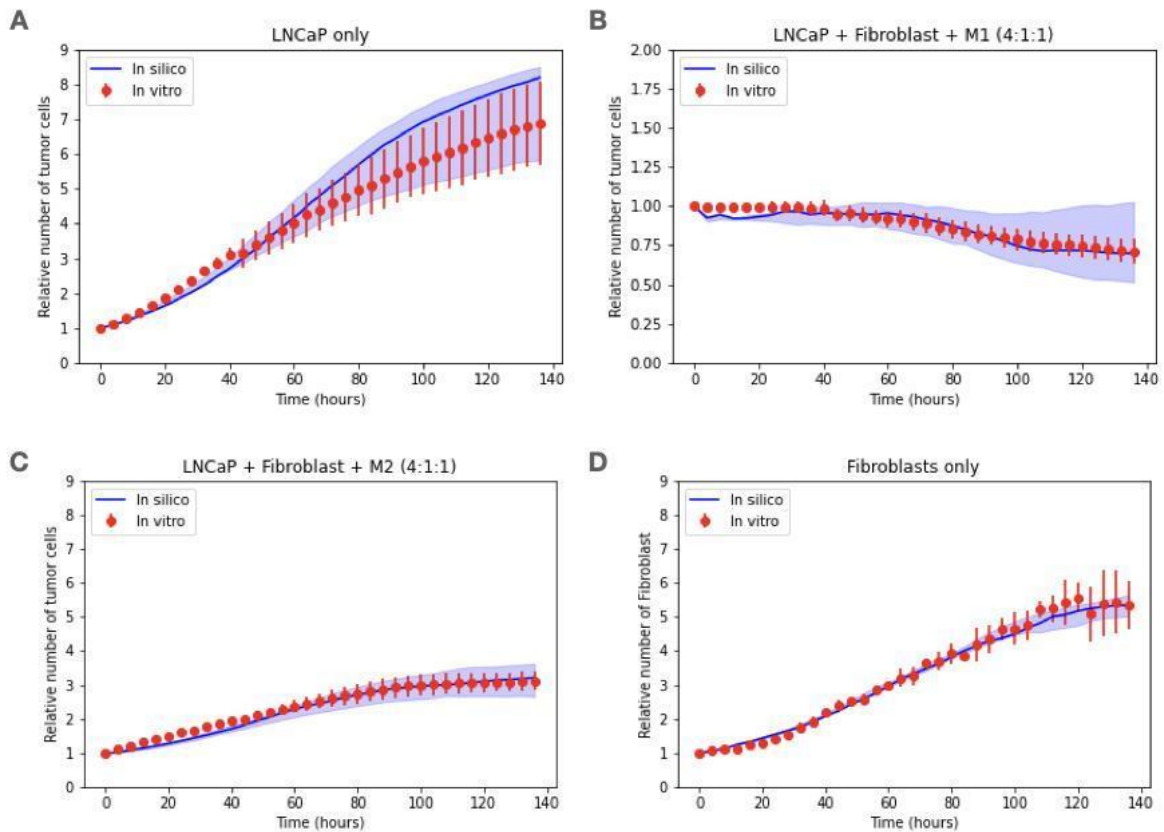 A
LNCaP only
Relative number of tumor cells
9
8
7
6
5
4
3
2
1
0
In silico
In vitro
0 20 40 60 80 100 120 140
Time (hours)
B
LNCaP + Fibroblast + M1 (4:1:1)
Relative number of tumor cells
2.00
1.75
1.50
1.25
1.00
0.75
0.50
0.25
0.00
In silico
In vitro
0 20 40 60 80 100 120 140
Time (hours)
C
LNCaP + Fibroblast + M2 (4:1:1)
Relative number of tumor cells
9
8
7
6
5
4
3
2
1
0
In silico
In vitro
0 20 40 60 80 100 120 140
Time (hours)
D
Fibroblasts only
Relative number of Fibroblast
9
8
7
6
5
4
3
2
1
0
In silico
In vitro
0 20 40 60 80 100 120 140
Time (hours)